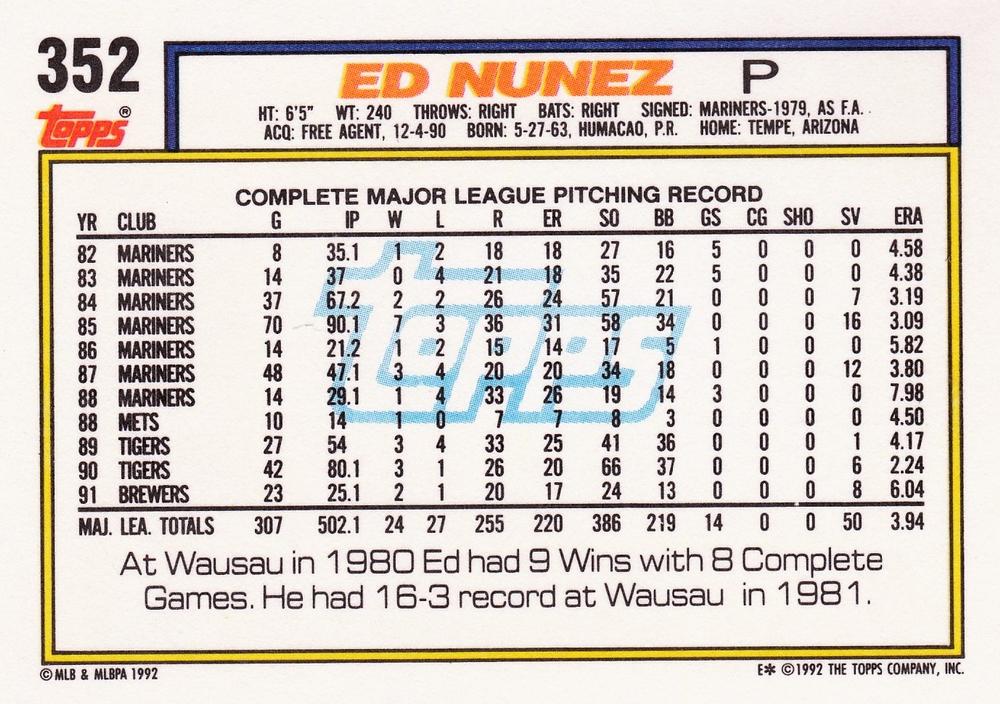 352
Topps®
ED NUNEZ P
HT: 6'5" WT: 240 THROWS: RIGHT BATS: RIGHT SIGNED: MARINERS-1979, AS F.A.
ACQ: FREE AGENT, 12-4-90 BORN: 5-27-63, HUMACAO, P.R. HOME: TEMPE, ARIZONA
COMPLETE MAJOR LEAGUE PITCHING RECORD
YR CLUB G IP W L R ER SO BB GS CG SHO SV ERA
82 MARINERS 8 35.1 1 2 18 18 27 16 5 0 0 0 4.58
83 MARINERS 14 37 0 4 21 18 35 22 5 0 0 0 4.38
84 MARINERS 37 67.2 2 2 26 24 57 21 0 0 0 7 3.19
85 MARINERS 70 90.1 7 3 36 31 58 34 0 0 0 16 3.09
86 MARINERS 14 21.2 1 2 15 14 17 5 1 0 0 0 5.82
87 MARINERS 48 47.1 3 4 20 20 34 18 0 0 0 12 3.80
88 MARINERS 14 29.1 1 4 33 26 19 14 3 0 0 0 7.98
88 METS 10 14 1 0 7 7 8 3 0 0 0 0 4.50
89 TIGERS 27 54 3 4 33 25 41 36 0 0 0 1 4.17
90 TIGERS 42 80.1 3 1 26 20 66 37 0 0 0 6 2.24
91 BREWERS 23 25.1 2 1 20 17 24 13 0 0 0 8 6.04
MAJ. LEA. TOTALS 307 502.1 24 27 255 220 386 219 14 0 0 50 3.94
Topps
At Wausau in 1980 Ed had 9 Wins with 8 Complete
Games. He had 16-3 record at Wausau in 1981.
© MLB & MLBPA 1992
E* ©1992 THE TOPPS COMPANY, INC.